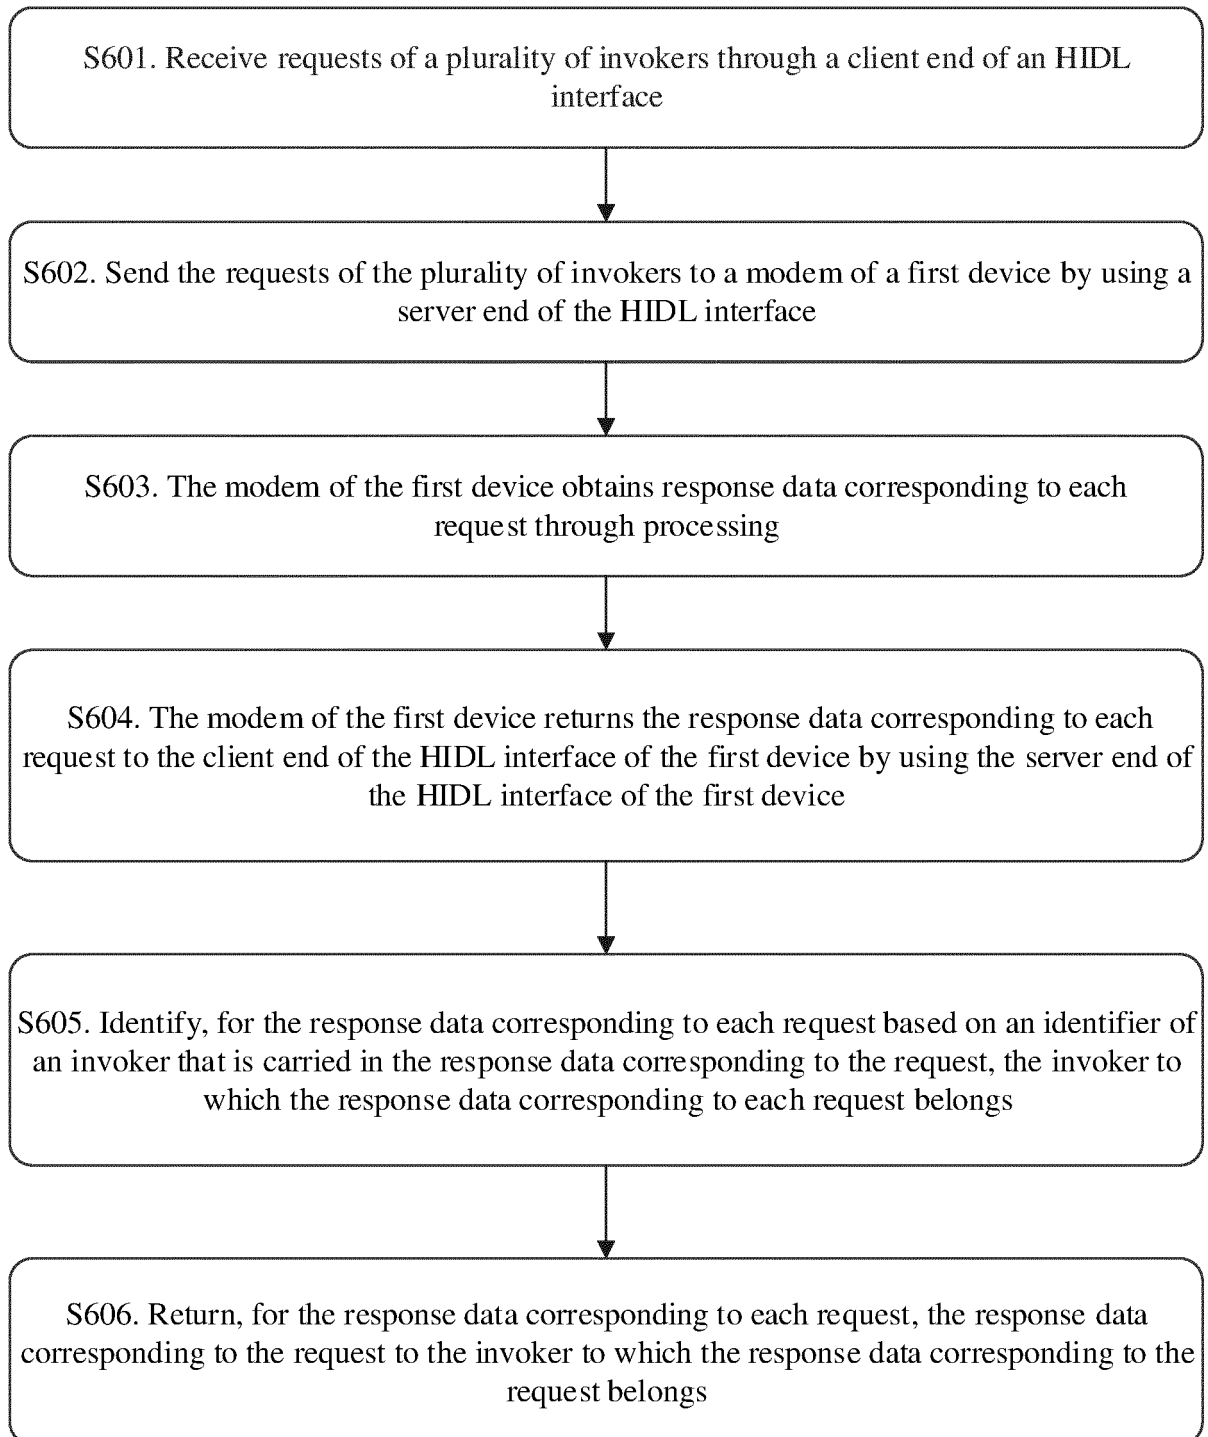 S601. Receive requests of a plurality of invokers through a client end of an HIDL
interface
S602. Send the requests of the plurality of invokers to a modem of a first device by using a
server end of the HIDL interface
S603. The modem of the first device obtains response data corresponding to each
request through processing
S604. The modem of the first device returns the response data corresponding to each
request to the client end of the HIDL interface of the first device by using the server end of
the HIDL interface of the first device
S605. Identify, for the response data corresponding to each request based on an identifier of
an invoker that is carried in the response data corresponding to the request, the invoker to
which the response data corresponding to each request belongs
S606. Return, for the response data corresponding to each request, the response data
corresponding to the request to the invoker to which the response data corresponding to the
request belongs